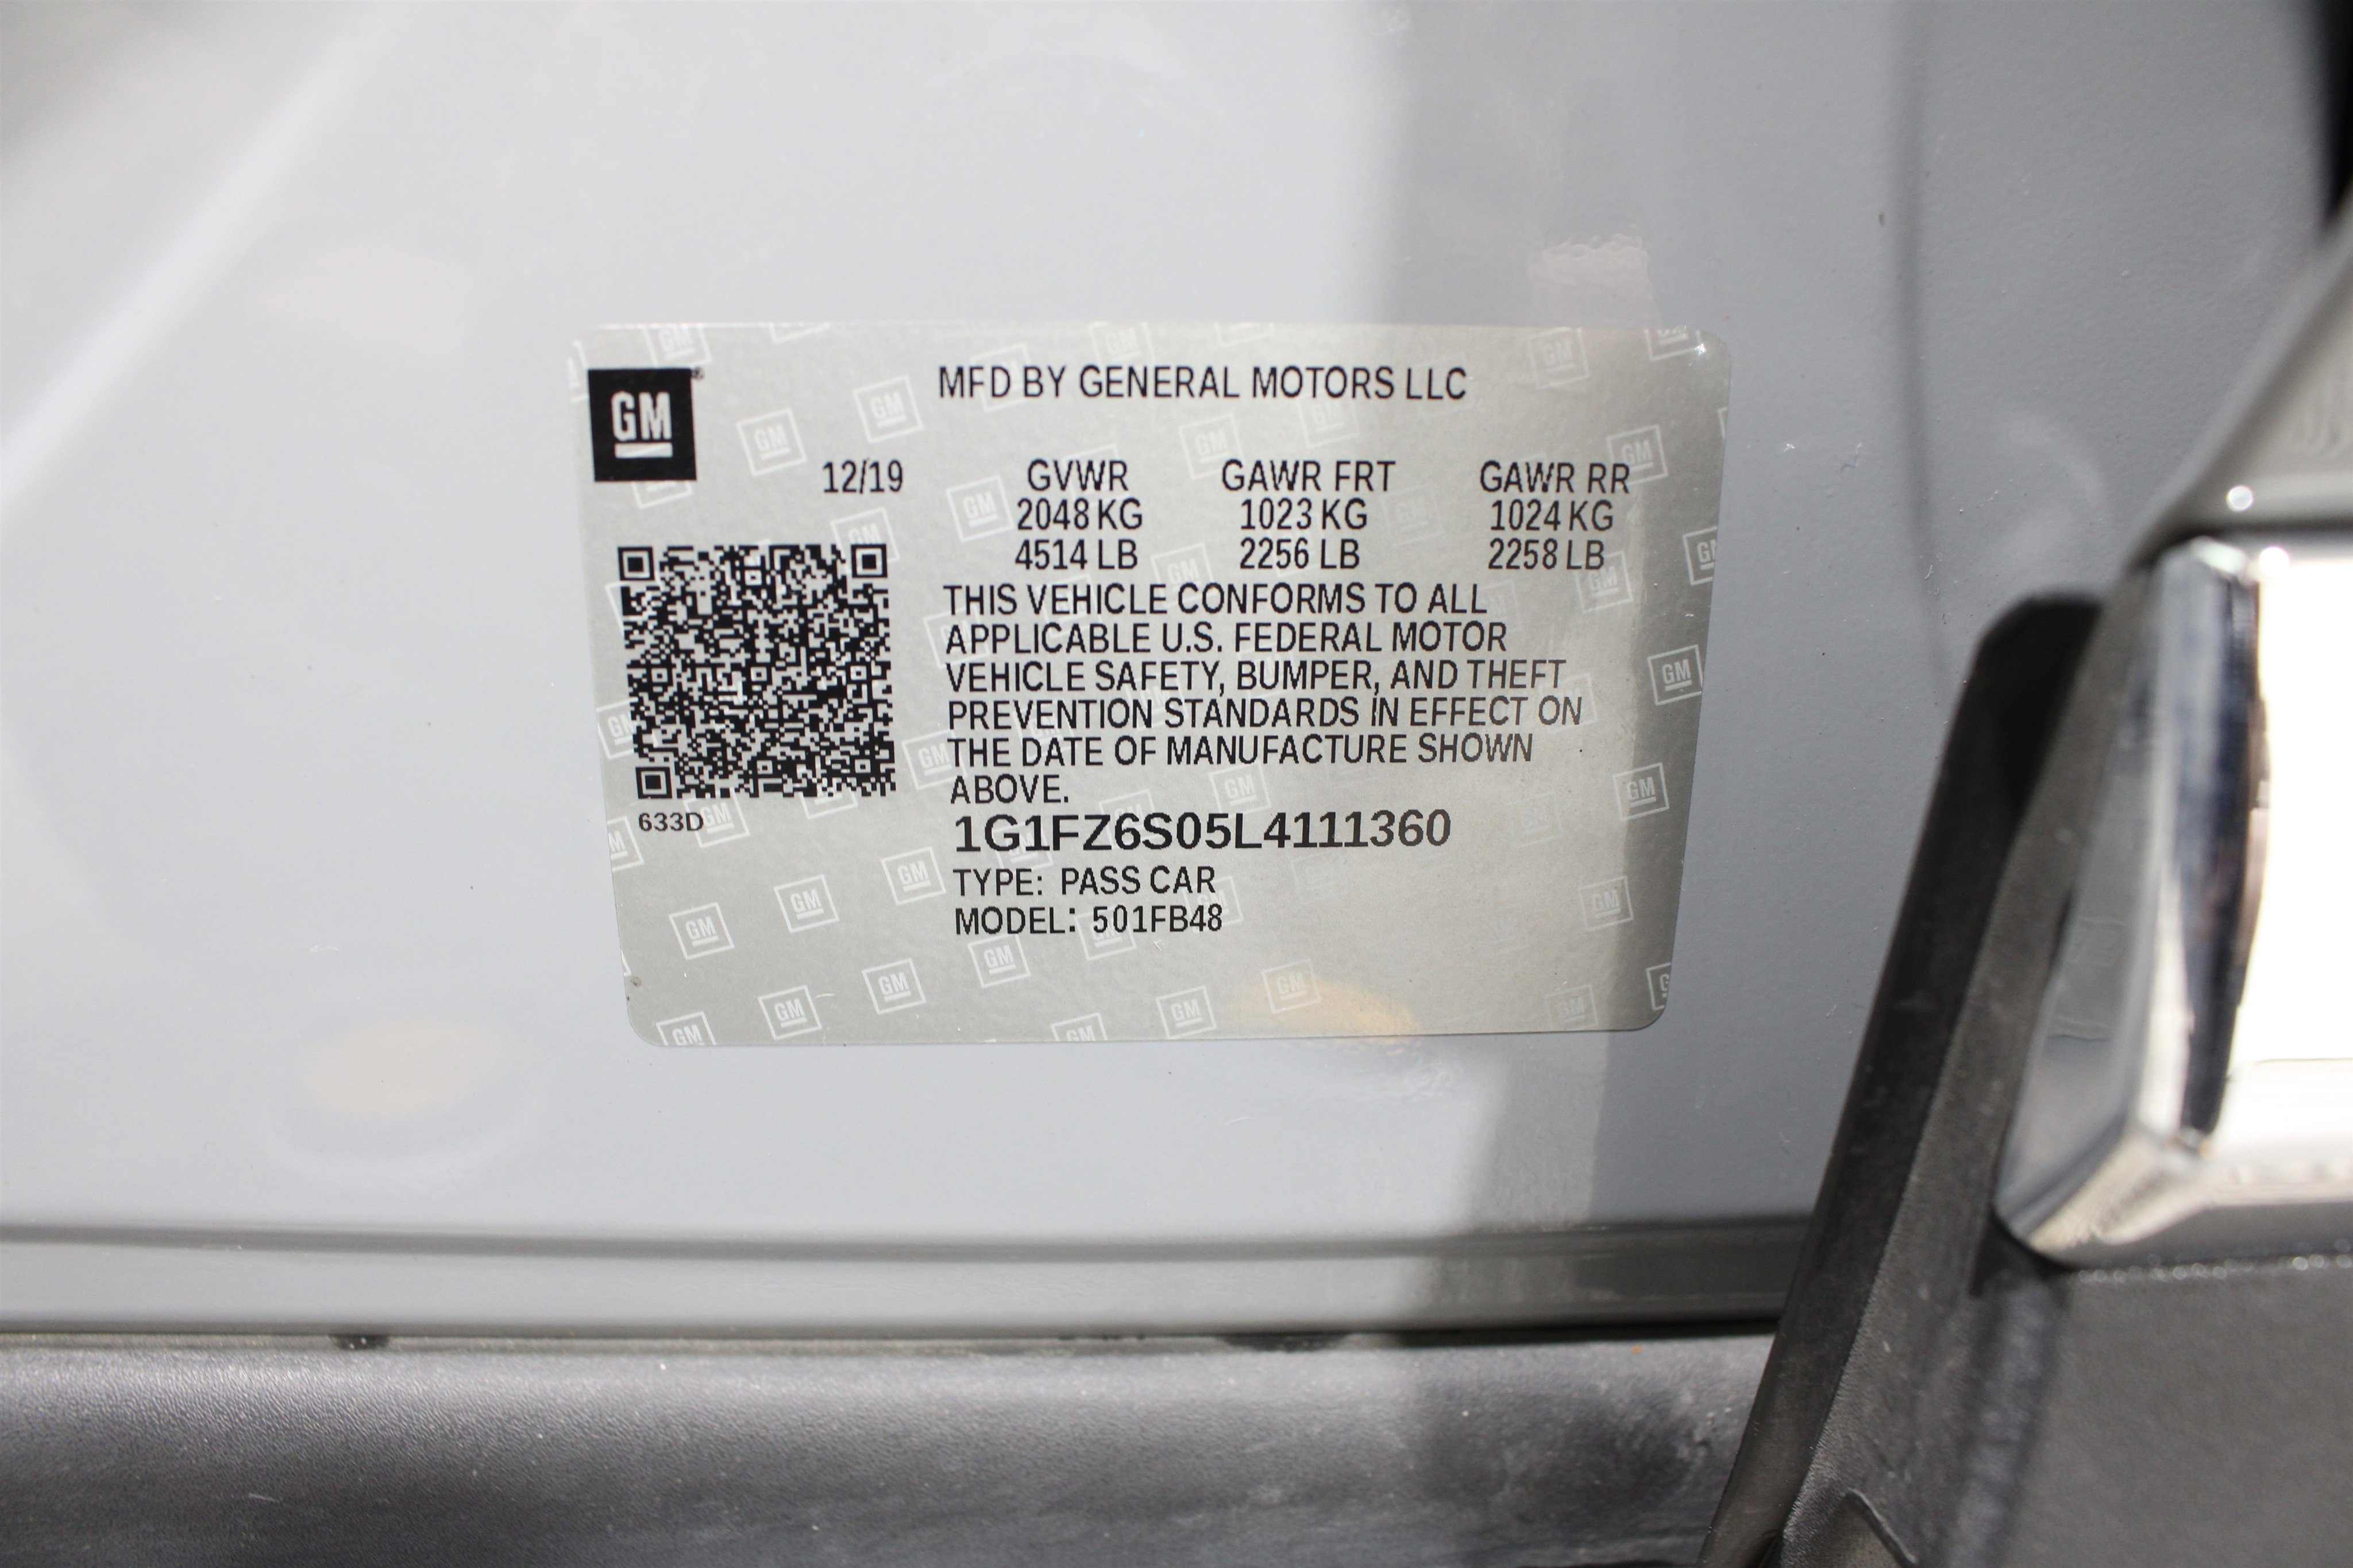 GM
MFD BY GENERAL MOTORS LLC
12/19 GVWR GAWR FRT GAWR RR
2048 KG 1023 KG 1024 KG
4514 LB 2256 LB 2258 LB
THIS VEHICLE CONFORMS TO ALL
APPLICABLE U.S. FEDERAL MOTOR
VEHICLE SAFETY, BUMPER, AND THEFT
PREVENTION STANDARDS IN EFFECT ON
THE DATE OF MANUFACTURE SHOWN
ABOVE.
633D
1G1FZ6S05L4111360
TYPE: PASS CAR
MODEL: 501FB48